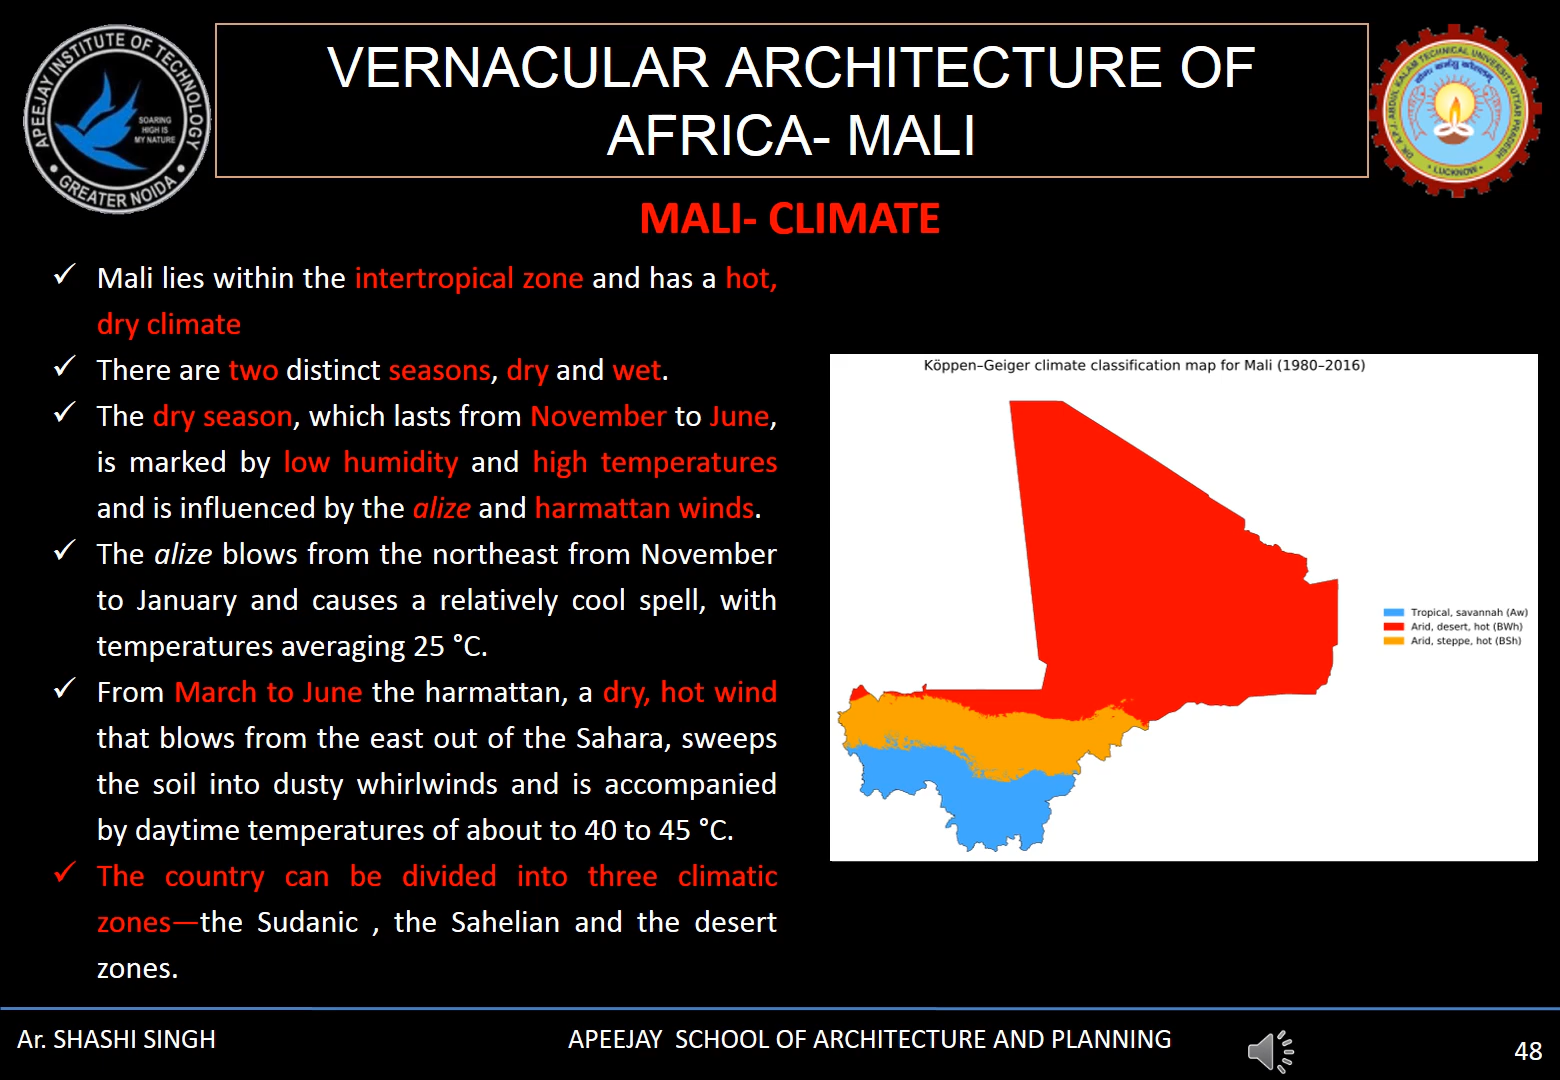 APEEJAY INSTITUTE OF TECHNOLOGY
SOARING
HIGH IS
MY NATURE
• GREATER NOIDA •
VERNACULAR ARCHITECTURE OF
AFRICA- MALI
DR. A.P.J. ABDUL KALAM TECHNICAL UNIVERSITY UTTAR PRADESH
• LUCKNOW •
MALI- CLIMATE
✓ Mali lies within the intertropical zone and has a hot,
dry climate
✓ There are two distinct seasons, dry and wet.
✓ The dry season, which lasts from November to June,
is marked by low humidity and high temperatures
and is influenced by the alize and harmattan winds.
✓ The alize blows from the northeast from November
to January and causes a relatively cool spell, with
temperatures averaging 25 °C.
✓ From March to June the harmattan, a dry, hot wind
that blows from the east out of the Sahara, sweeps
the soil into dusty whirlwinds and is accompanied
by daytime temperatures of about to 40 to 45 °C.
✓ The country can be divided into three climatic
zones—the Sudanic , the Sahelian and the desert
zones.
Köppen–Geiger climate classification map for Mali (1980–2016)
Tropical, savannah (Aw)
Arid, desert, hot (BWh)
Arid, steppe, hot (BSh)
Ar. SHASHI SINGH
APEEJAY SCHOOL OF ARCHITECTURE AND PLANNING
48